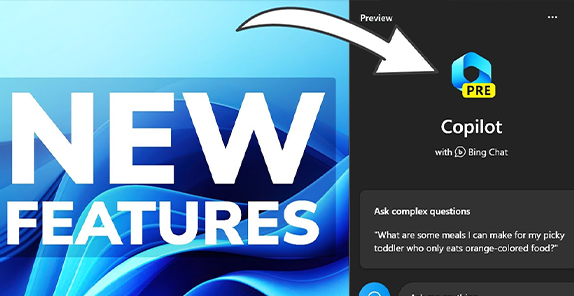 NEW
FEATURES
Preview
...
PRE
Copilot
with Bing Chat
Ask complex questions
"What are some meals I can make for my picky
toddler who only eats orange-colored food?"